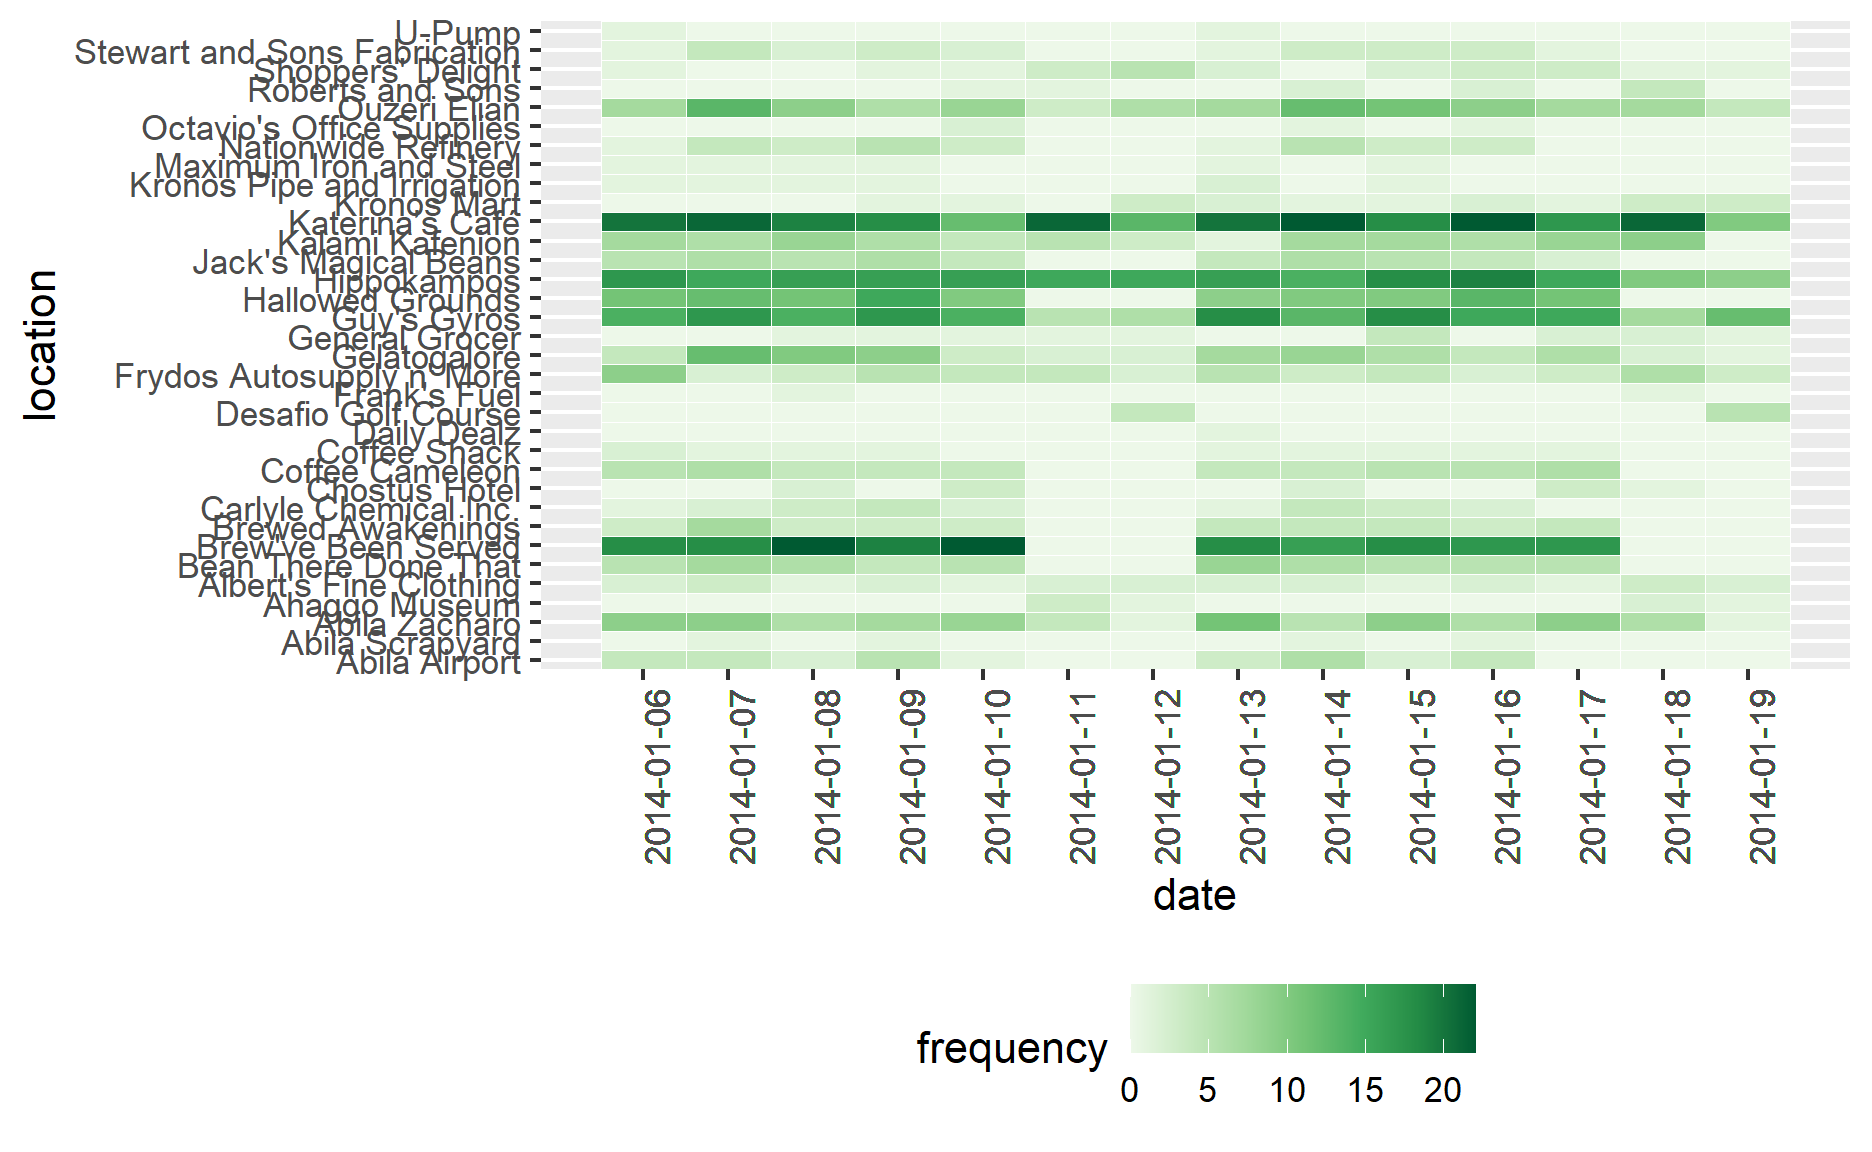 U-Pump
Stewart and Sons Fabrication
Shoppers' Delight
Roberts and Sons
Ouzeri Elian
Octavio's Office Supplies
Nationwide Refinery
Maximum Iron and Steel
Kronos Pipe and Irrigation
Kronos Mart
Katerina's Café
Kalami Kafenion
Jack's Magical Beans
Hippokampos
Hallowed Grounds
Guy's Gyros
General Grocer
Gelatogalore
Frydos Autosupply n' More
Frank's Fuel
Desafio Golf Course
Daily Dealz
Coffee Shack
Coffee Cameleon
Chostus Hotel
Carlyle Chemical Inc.
Brewed Awakenings
Brew've Been Served
Bean There Done That
Albert's Fine Clothing
Ahaggo Museum
Abila Zacharo
Abila Scrapyard
Abila Airport
location
2014-01-06
2014-01-07
2014-01-08
2014-01-09
2014-01-10
2014-01-11
2014-01-12
2014-01-13
2014-01-14
2014-01-15
2014-01-16
2014-01-17
2014-01-18
2014-01-19
date
frequency
0 5 10 15 20